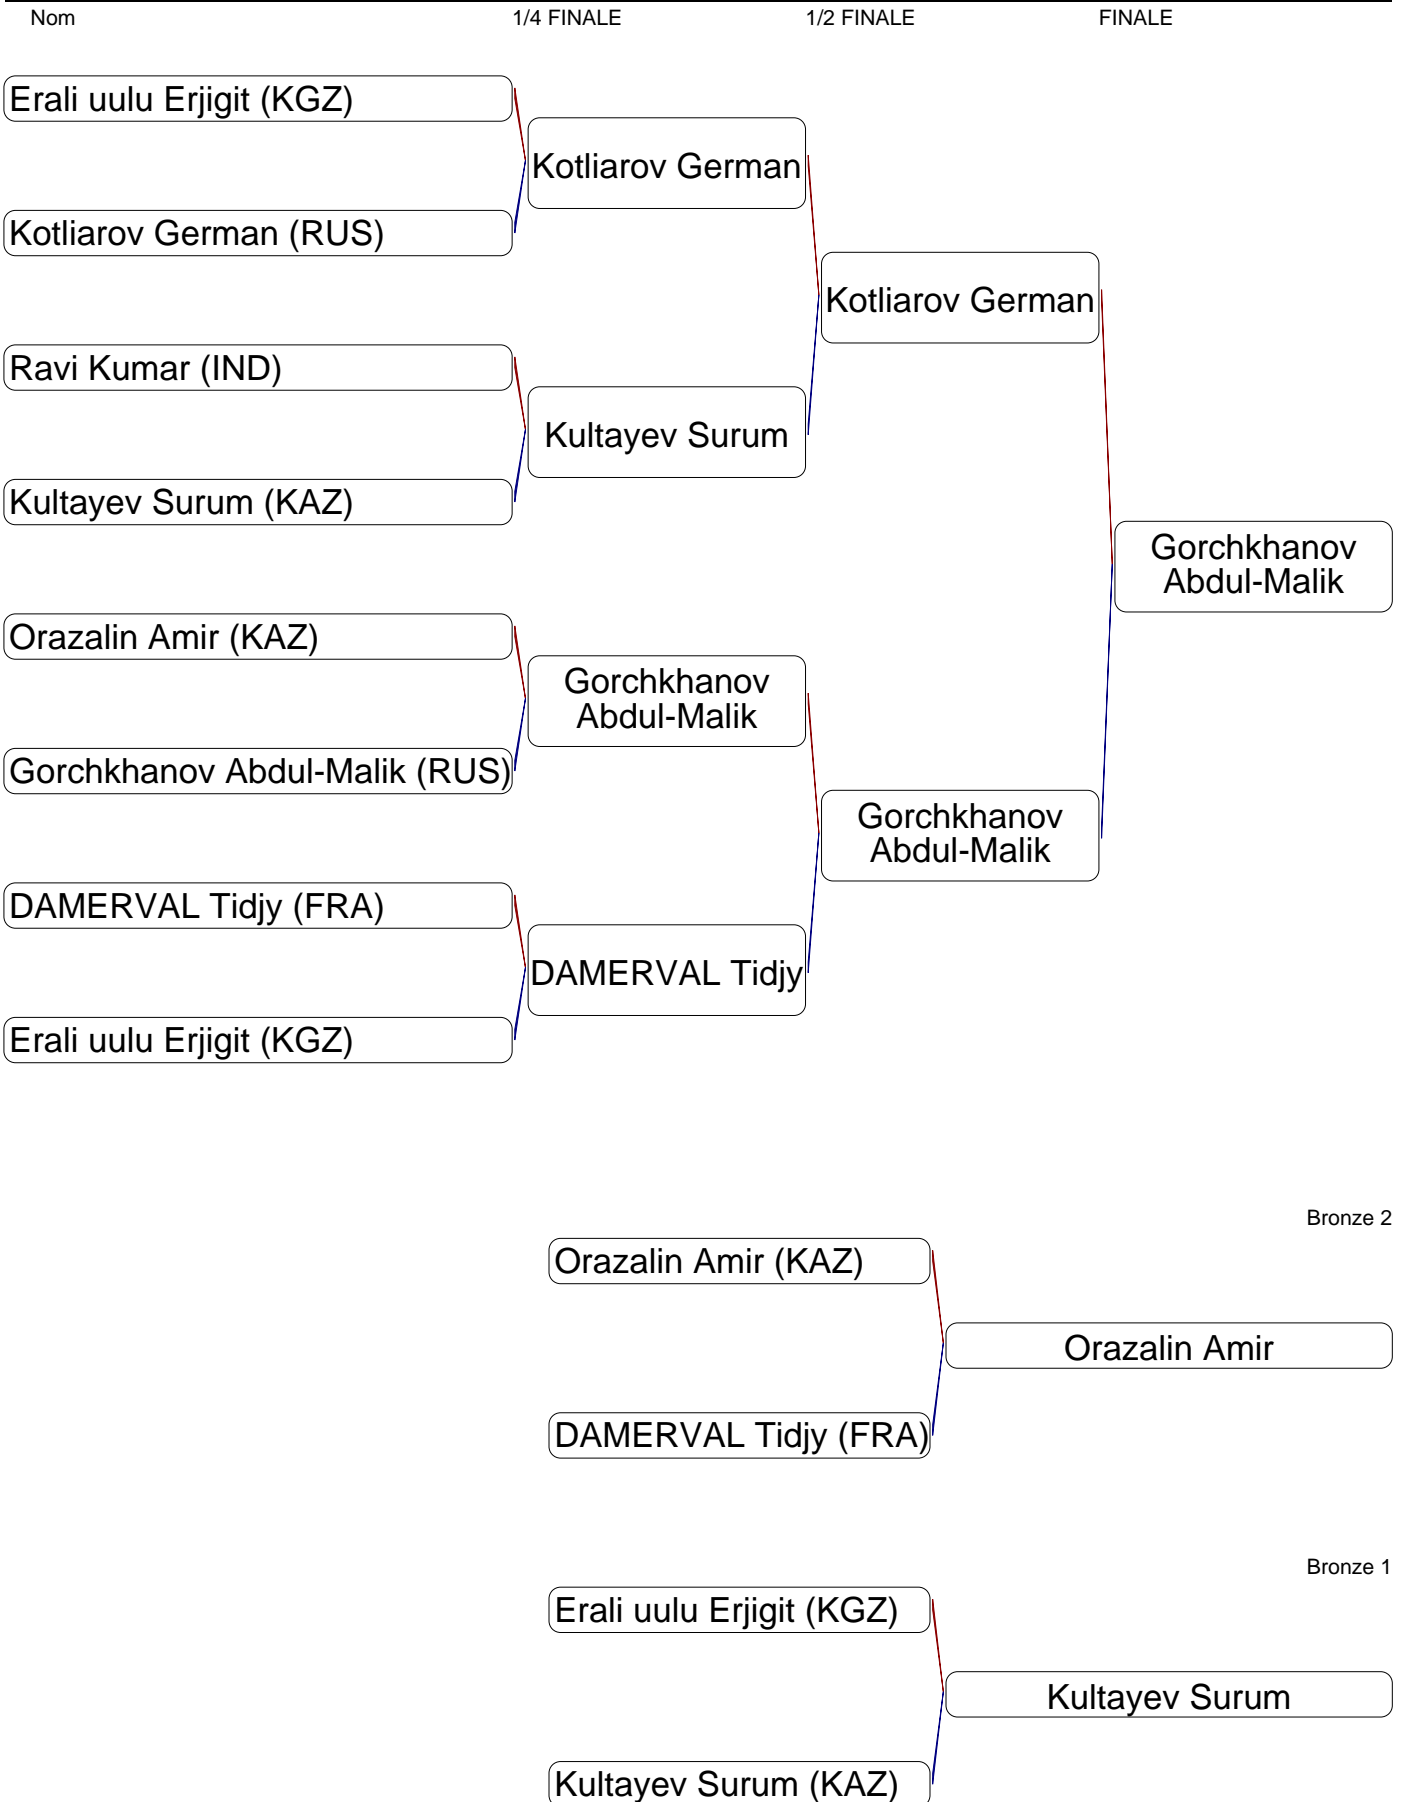 Nom 1/4 FINALE 1/2 FINALE FINALE
Erali uulu Erjigit (KGZ)
Kotliarov German
Kotliarov German (RUS)
Kotliarov German
Ravi Kumar (IND)
Kultayev Surum
Kultayev Surum (KAZ)
Gorchkhanov
Abdul-Malik
Orazalin Amir (KAZ)
Gorchkhanov
Abdul-Malik
Gorchkhanov Abdul-Malik (RUS)
Gorchkhanov
Abdul-Malik
DAMERVAL Tidjy (FRA)
DAMERVAL Tidjy
Erali uulu Erjigit (KGZ)
Bronze 2
Orazalin Amir (KAZ)
Orazalin Amir
DAMERVAL Tidjy (FRA)
Bronze 1
Erali uulu Erjigit (KGZ)
Kultayev Surum
Kultayev Surum (KAZ)